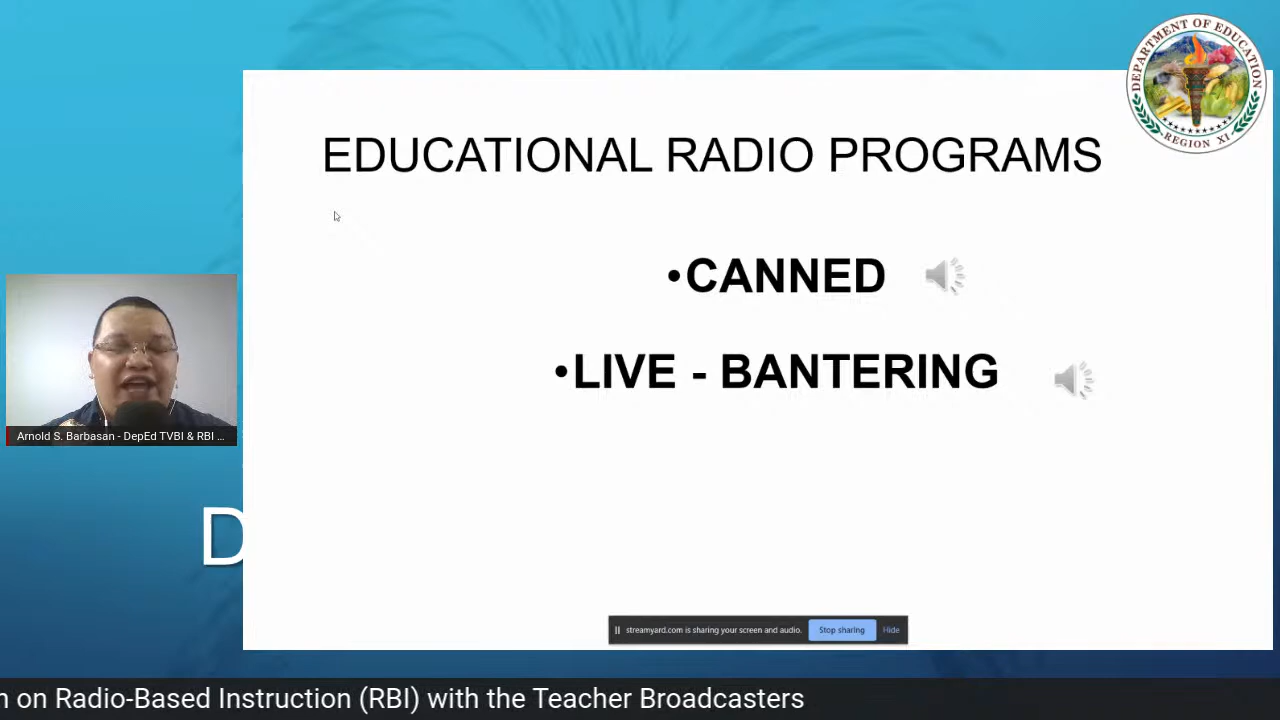 DEPARTMENT OF EDUCATION
REGION XI
EDUCATIONAL RADIO PROGRAMS
•CANNED
•LIVE - BANTERING
Arnold S. Barbasan - DepEd TVBI & RBI ...
D
streamyard.com is sharing your screen and audio. Stop sharing Hide
n on Radio-Based Instruction (RBI) with the Teacher Broadcasters